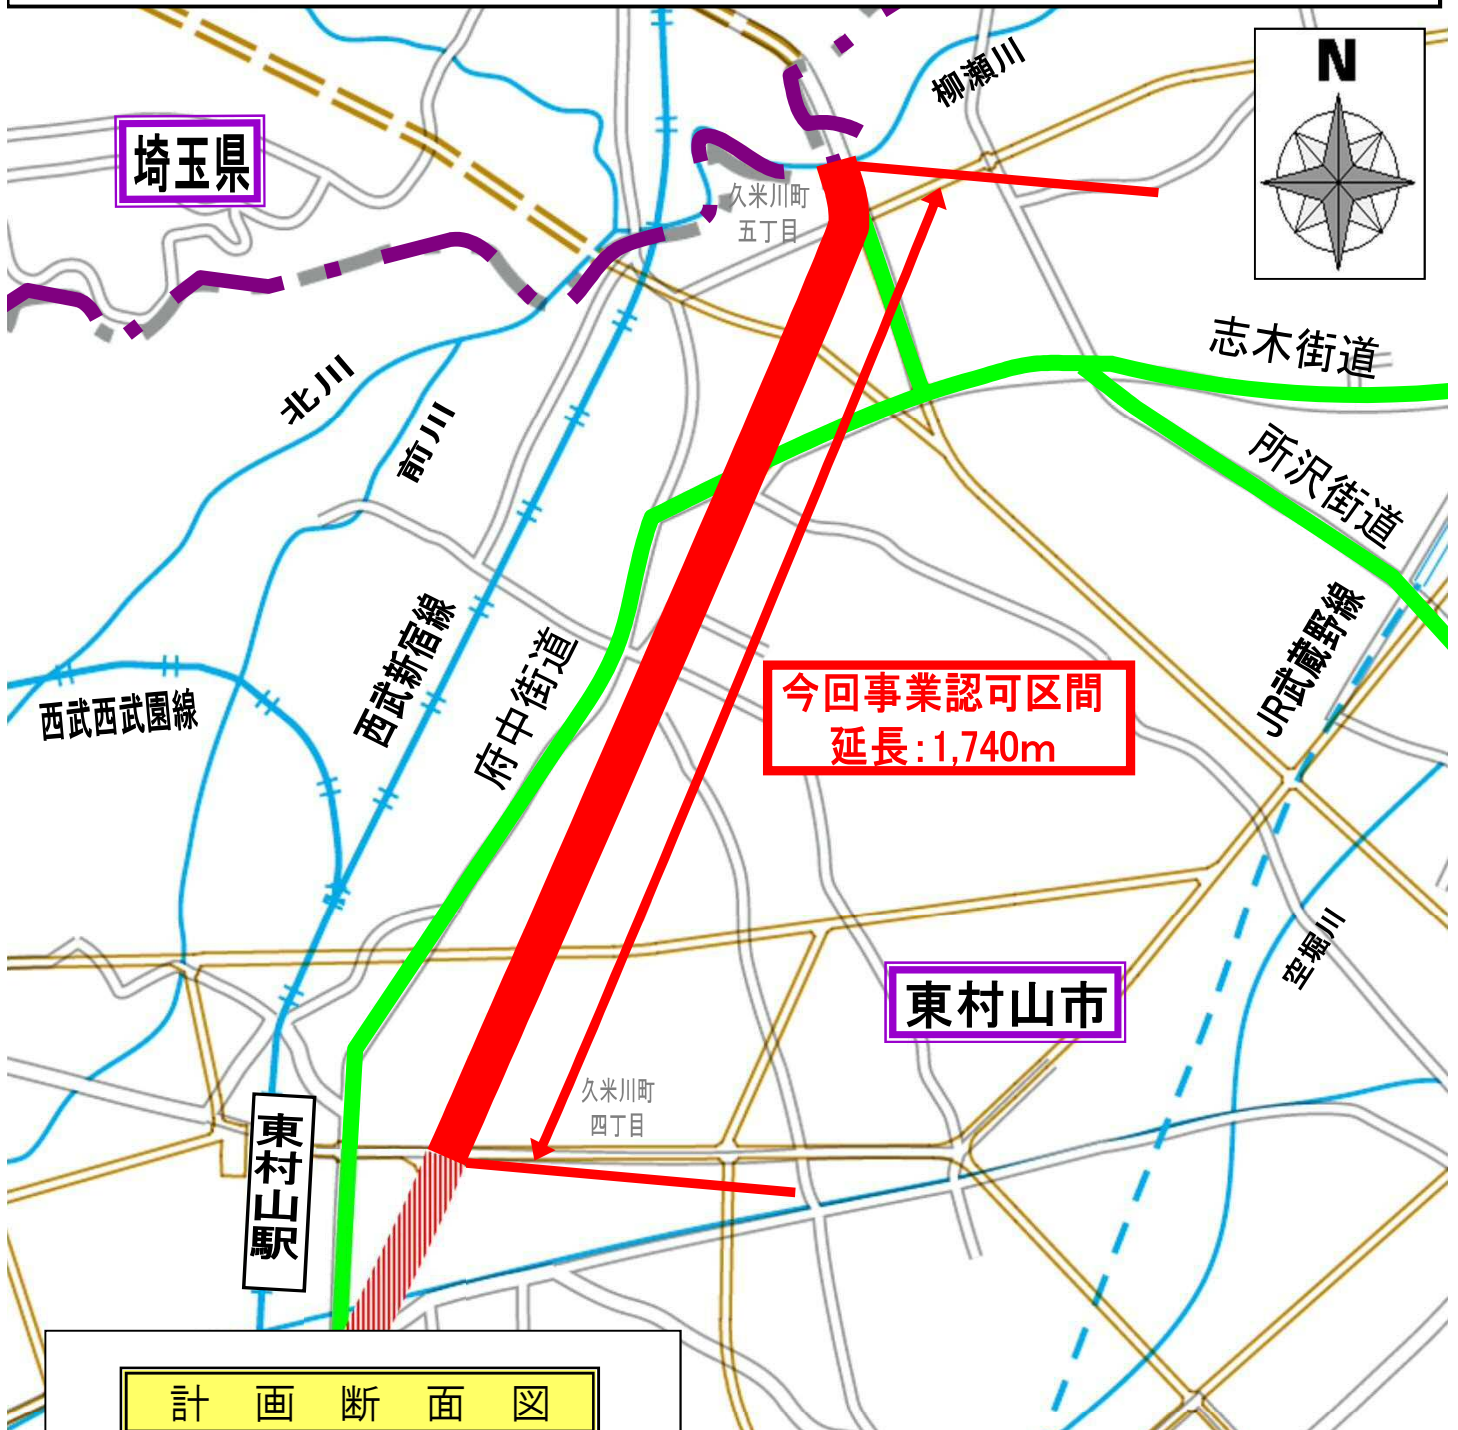 N
柳瀬川
埼玉県
久米川町
五丁目
志木街道
北川
前川
所沢街道
西武新宿線
府中街道
JR武蔵野線
西武西武園線
今回事業認可区間
延長:1,740m
空堀川
東村山市
久米川町
四丁目
東村山駅
計画断面図